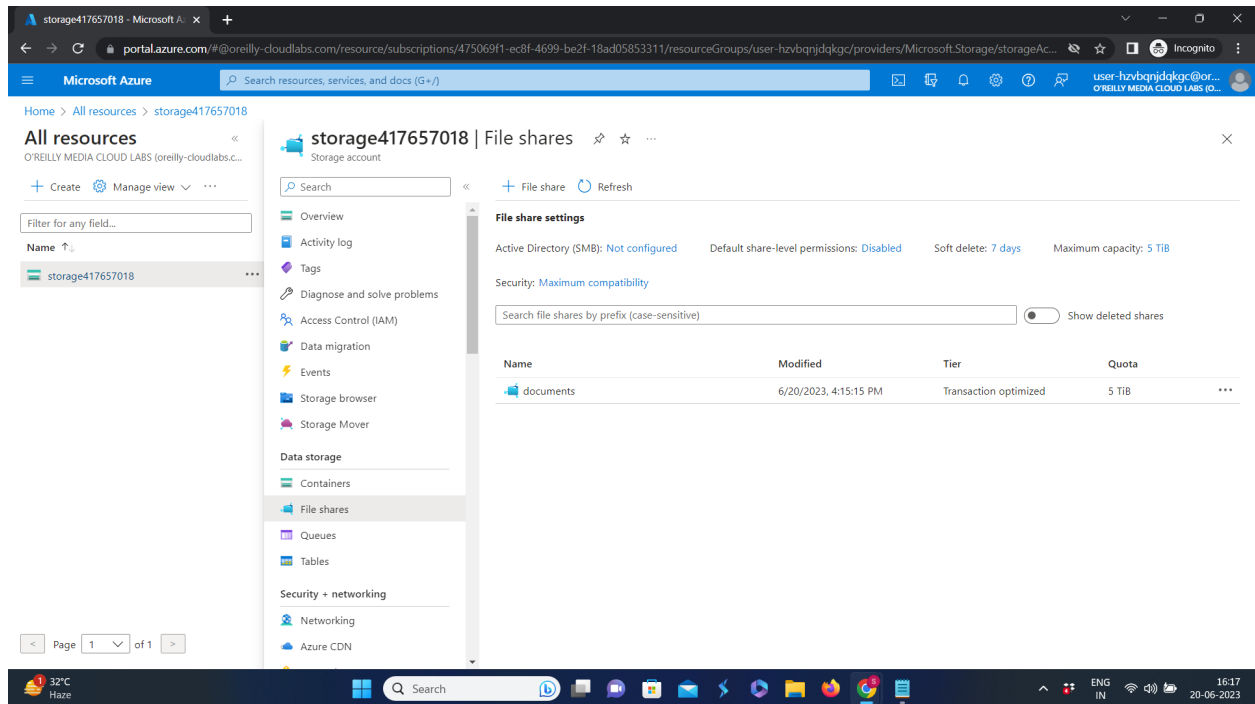 storage417657018 - Microsoft A
portal.azure.com/#@oreilly-cloudlabs.com/resource/subscriptions/475069f1-ec8f-4699-be2f-18ad05853311/resourceGroups/user-hzvbqnjdqkgc/providers/Microsoft.Storage/storageAc...
Incognito
Microsoft Azure
Search resources, services, and docs (G+/)
user-hzvbqnjdqkgc@or...
O'REILLY MEDIA CLOUD LABS (O...
Home > All resources > storage417657018
All resources
O'REILLY MEDIA CLOUD LABS (oreilly-cloudlabs.c...
Create Manage view ...
Filter for any field...
Name
storage417657018 ...
Page 1 of 1
storage417657018 | File shares ...
Storage account
Search
Overview
Activity log
Tags
Diagnose and solve problems
Access Control (IAM)
Data migration
Events
Storage browser
Storage Mover
Data storage
Containers
File shares
Queues
Tables
Security + networking
Networking
Azure CDN
File share Refresh
File share settings
Active Directory (SMB): Not configured Default share-level permissions: Disabled Soft delete: 7 days Maximum capacity: 5 TiB
Security: Maximum compatibility
Search file shares by prefix (case-sensitive) Show deleted shares
Name Modified Tier Quota
documents 6/20/2023, 4:15:15 PM Transaction optimized 5 TiB ...
1
32°C
Haze
Search
S
ENG
IN
16:17
20-06-2023